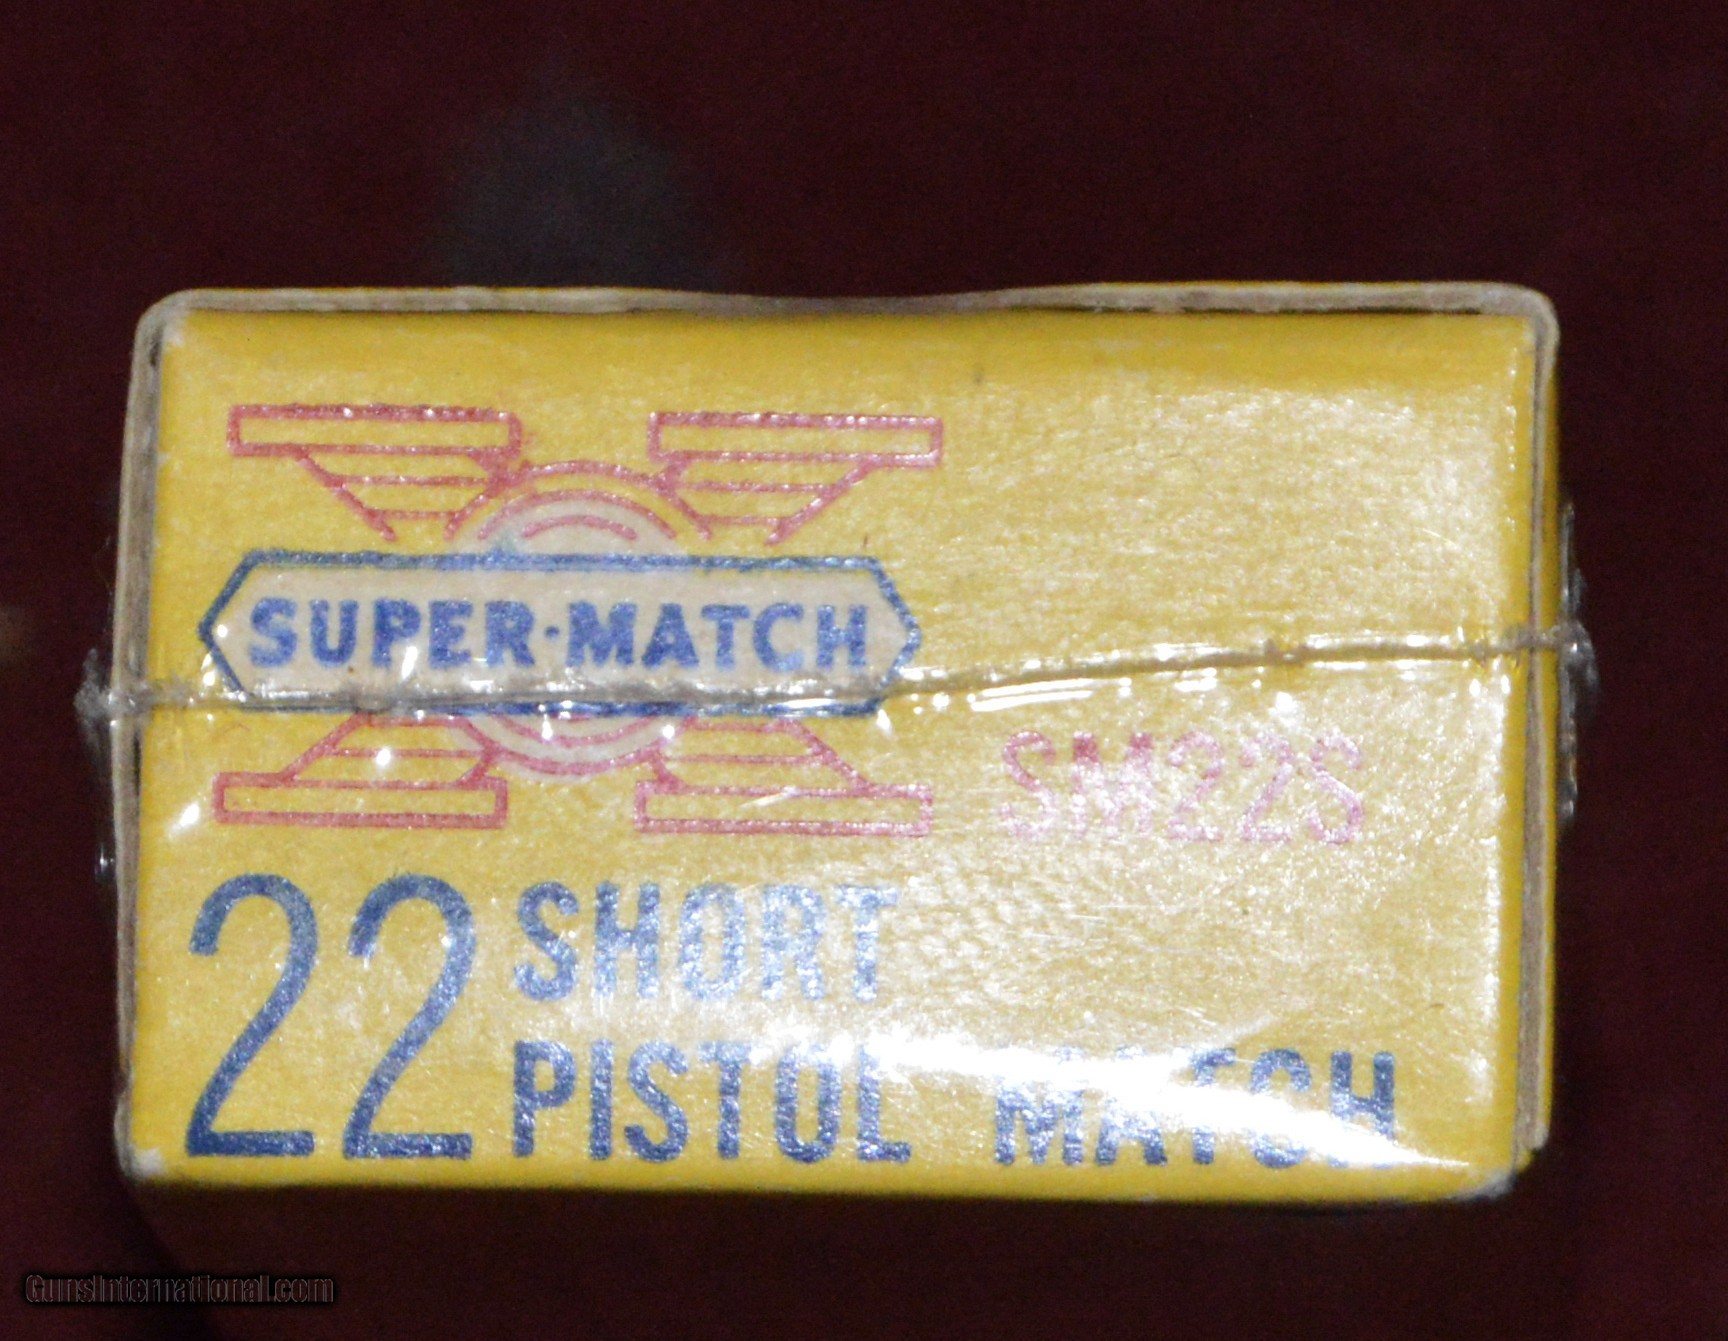 SUPER·MATCH
SM22S
22 SHORT
PISTOL MATCH
GunsInternational.com